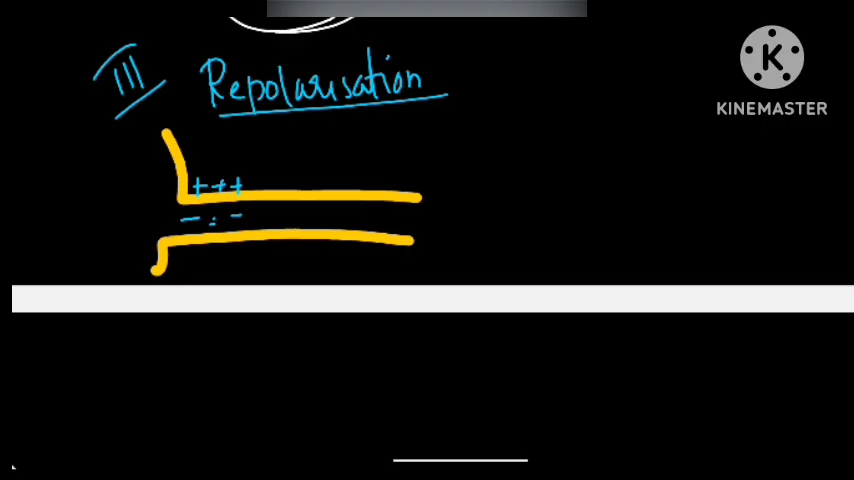 III Repolarisation
KINEMASTER
+ + +
- - -